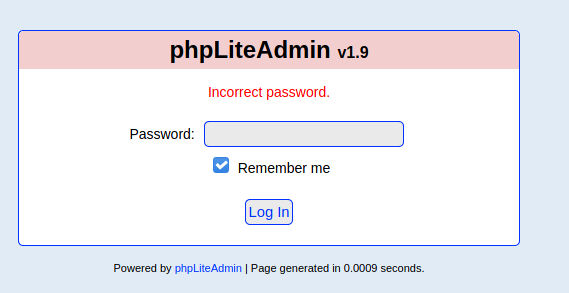 phpLiteAdmin v1.9
Incorrect password.
Password:
Remember me
Log In
Powered by phpLiteAdmin | Page generated in 0.0009 seconds.